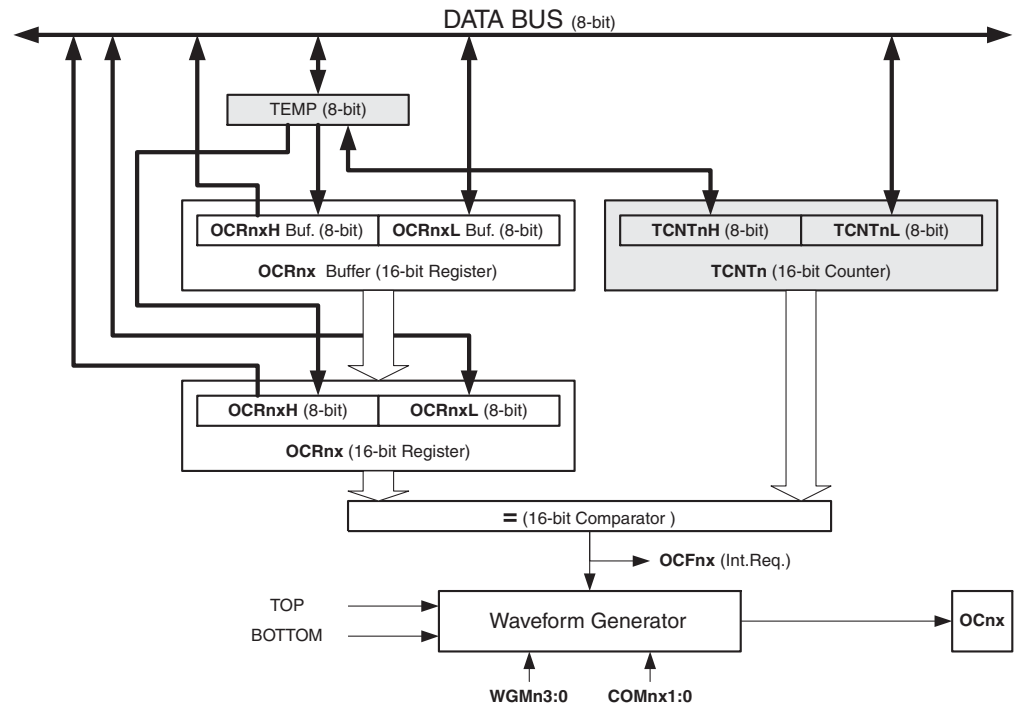 DATA BUS (8-bit)
TEMP (8-bit)
OCRnxH Buf. (8-bit)
OCRnxL Buf. (8-bit)
OCRnx Buffer (16-bit Register)
TCNTnH (8-bit)
TCNTnL (8-bit)
TCNTn (16-bit Counter)
OCRnxH (8-bit)
OCRnxL (8-bit)
OCRnx (16-bit Register)
= (16-bit Comparator )
OCFnx (Int.Req.)
TOP
BOTTOM
Waveform Generator
OCnx
WGMn3:0
COMnx1:0